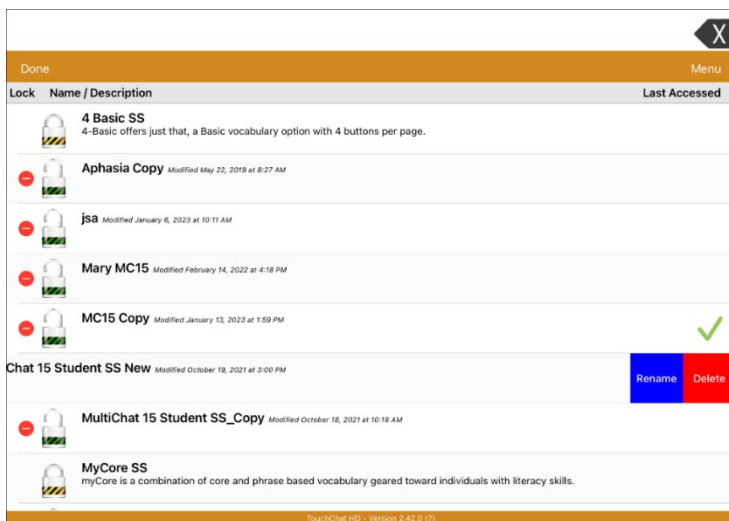 X
Done Menu
Lock Name / Description Last Accessed
4 Basic SS
4-Basic offers just that, a Basic vocabulary option with 4 buttons per page.
Aphasia Copy Modified May 22, 2019 at 8:27 AM
jsa Modified January 6, 2023 at 10:11 AM
Mary MC15 Modified February 14, 2022 at 4:18 PM
MC15 Copy Modified January 13, 2023 at 1:59 PM
Chat 15 Student SS New Modified October 19, 2021 at 3:00 PM Rename Delete
MultiChat 15 Student SS_Copy Modified October 18, 2021 at 10:18 AM
MyCore SS
myCore is a combination of core and phrase based vocabulary geared toward individuals with literacy skills.
TouchChat HD - Version 2.42.0 (7)